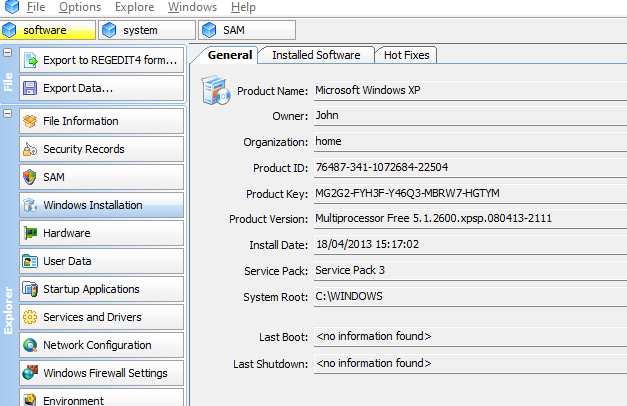 File Options Explore Windows Help
software system SAM
File
Export to REGEDIT4 form...
Export Data...
Explorer
File Information
Security Records
SAM
Windows Installation
Hardware
User Data
Startup Applications
Services and Drivers
Network Configuration
Windows Firewall Settings
Environment
General Installed Software Hot Fixes
Product Name: Microsoft Windows XP
Owner: John
Organization: home
Product ID: 76487-341-1072684-22504
Product Key: MG2G2-FYH3F-Y46Q3-MBRW7-HGTYM
Product Version: Multiprocessor Free 5.1.2600.xpsp.080413-2111
Install Date: 18/04/2013 15:17:02
Service Pack: Service Pack 3
System Root: C:\WINDOWS
Last Boot: <no information found>
Last Shutdown: <no information found>